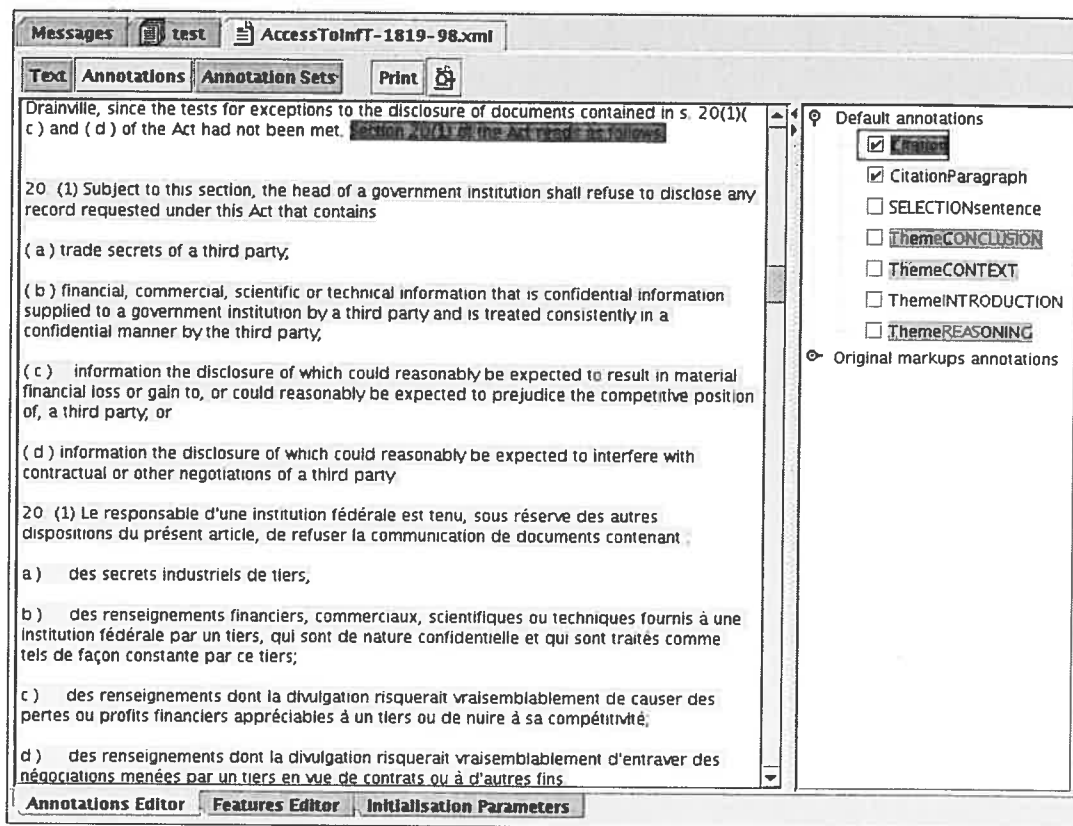 Messages test AccessToInfT-1819-98.xml
Text Annotations Annotation Sets Print
Drainville, since the tests for exceptions to the disclosure of documents contained in s. 20(1)(
c ) and ( d ) of the Act had not been met. Section 20(1) of the Act reads as follows:
20 (1) Subject to this section, the head of a government institution shall refuse to disclose any
record requested under this Act that contains
( a ) trade secrets of a third party;
( b ) financial, commercial, scientific or technical information that is confidential information
supplied to a government institution by a third party and is treated consistently in a
confidential manner by the third party;
( c ) information the disclosure of which could reasonably be expected to result in material
financial loss or gain to, or could reasonably be expected to prejudice the competitive position
of, a third party; or
( d ) information the disclosure of which could reasonably be expected to interfere with
contractual or other negotiations of a third party
20 (1) Le responsable d'une institution fédérale est tenu, sous réserve des autres
dispositions du présent article, de refuser la communication de documents contenant :
a ) des secrets industriels de tiers;
b ) des renseignements financiers, commerciaux, scientifiques ou techniques fournis à une
institution fédérale par un tiers, qui sont de nature confidentielle et qui sont traités comme
tels de façon constante par ce tiers;
c ) des renseignements dont la divulgation risquerait vraisemblablement de causer des
pertes ou profits financiers appréciables à un tiers ou de nuire à sa compétitivité;
d ) des renseignements dont la divulgation risquerait vraisemblablement d'entraver des
négociations menées par un tiers en vue de contrats ou à d'autres fins
Default annotations
Citation
CitationParagraph
SELECTIONsentence
ThemeCONCLUSION
ThemeCONTEXT
ThemeINTRODUCTION
ThemeREASONING
Original markups annotations
Annotations Editor Features Editor Initialisation Parameters